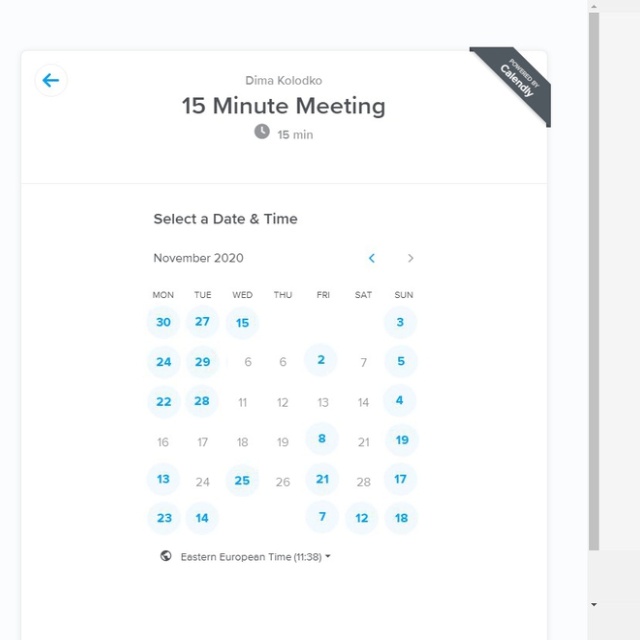 POWERED BY
Calendly
Dima Kolodko
15 Minute Meeting
15 min
Select a Date & Time
November 2020
MON TUE WED THU FRI SAT SUN
30 27 15 3
24 29 6 6 2 7 5
22 28 11 12 13 14 4
16 17 18 19 8 21 19
13 24 25 26 21 28 17
23 14 7 12 18
Eastern European Time (11:38)